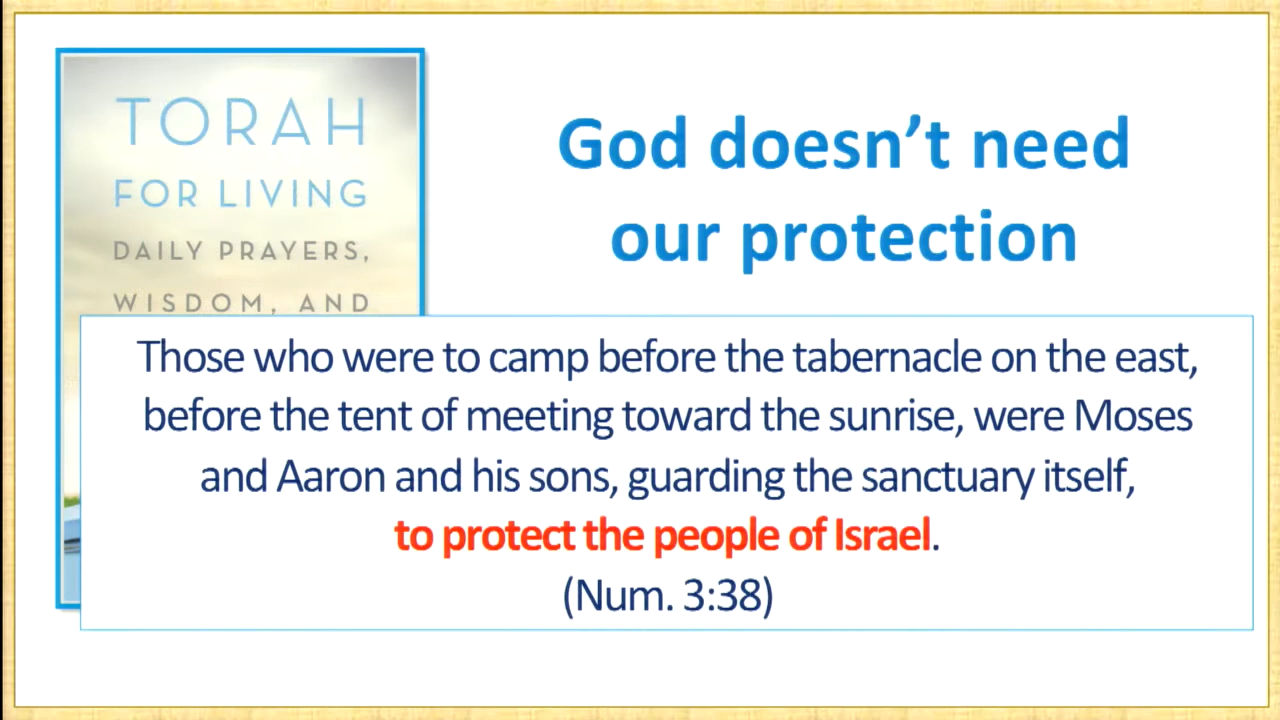 TORAH
FOR LIVING
DAILY PRAYERS,
WISDOM, AND
God doesn’t need
our protection
Those who were to camp before the tabernacle on the east,
before the tent of meeting toward the sunrise, were Moses
and Aaron and his sons, guarding the sanctuary itself,
to protect the people of Israel.
(Num. 3:38)